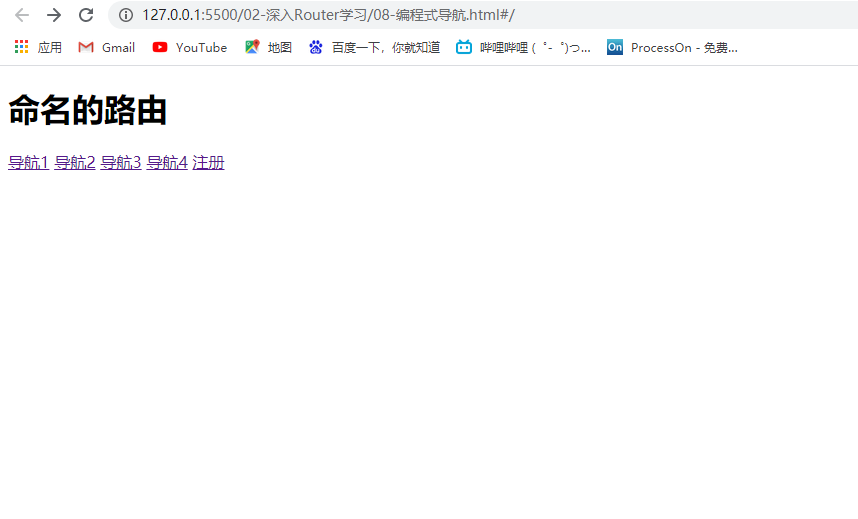 127.0.0.1:5500/02-深入Router学习/08-编程式导航.html#/
应用 Gmail YouTube 地图 百度一下，你就知道 哔哩哔哩 ( ゜- ゜)つ... On ProcessOn - 免费...
命名的路由
导航1 导航2 导航3 导航4 注册